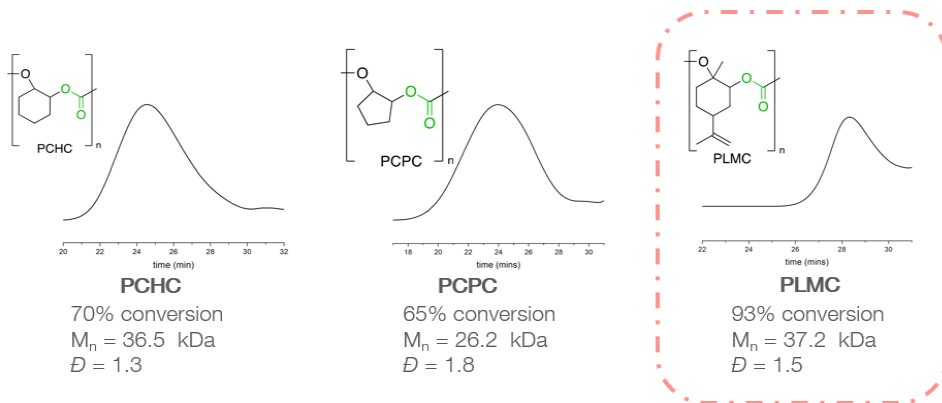 O
O
O
O
n
PCHC
20
22
24
26
28
30
32
time (min)
PCHC
70% conversion
Mₙ = 36.5 kDa
Đ = 1.3
O
O
O
O
n
PCPC
18
20
22
24
26
28
30
time (mins)
PCPC
65% conversion
Mₙ = 26.2 kDa
Đ = 1.8
O
O
O
O
n
PLMC
22
24
26
28
30
time (mins)
PLMC
93% conversion
Mₙ = 37.2 kDa
Đ = 1.5